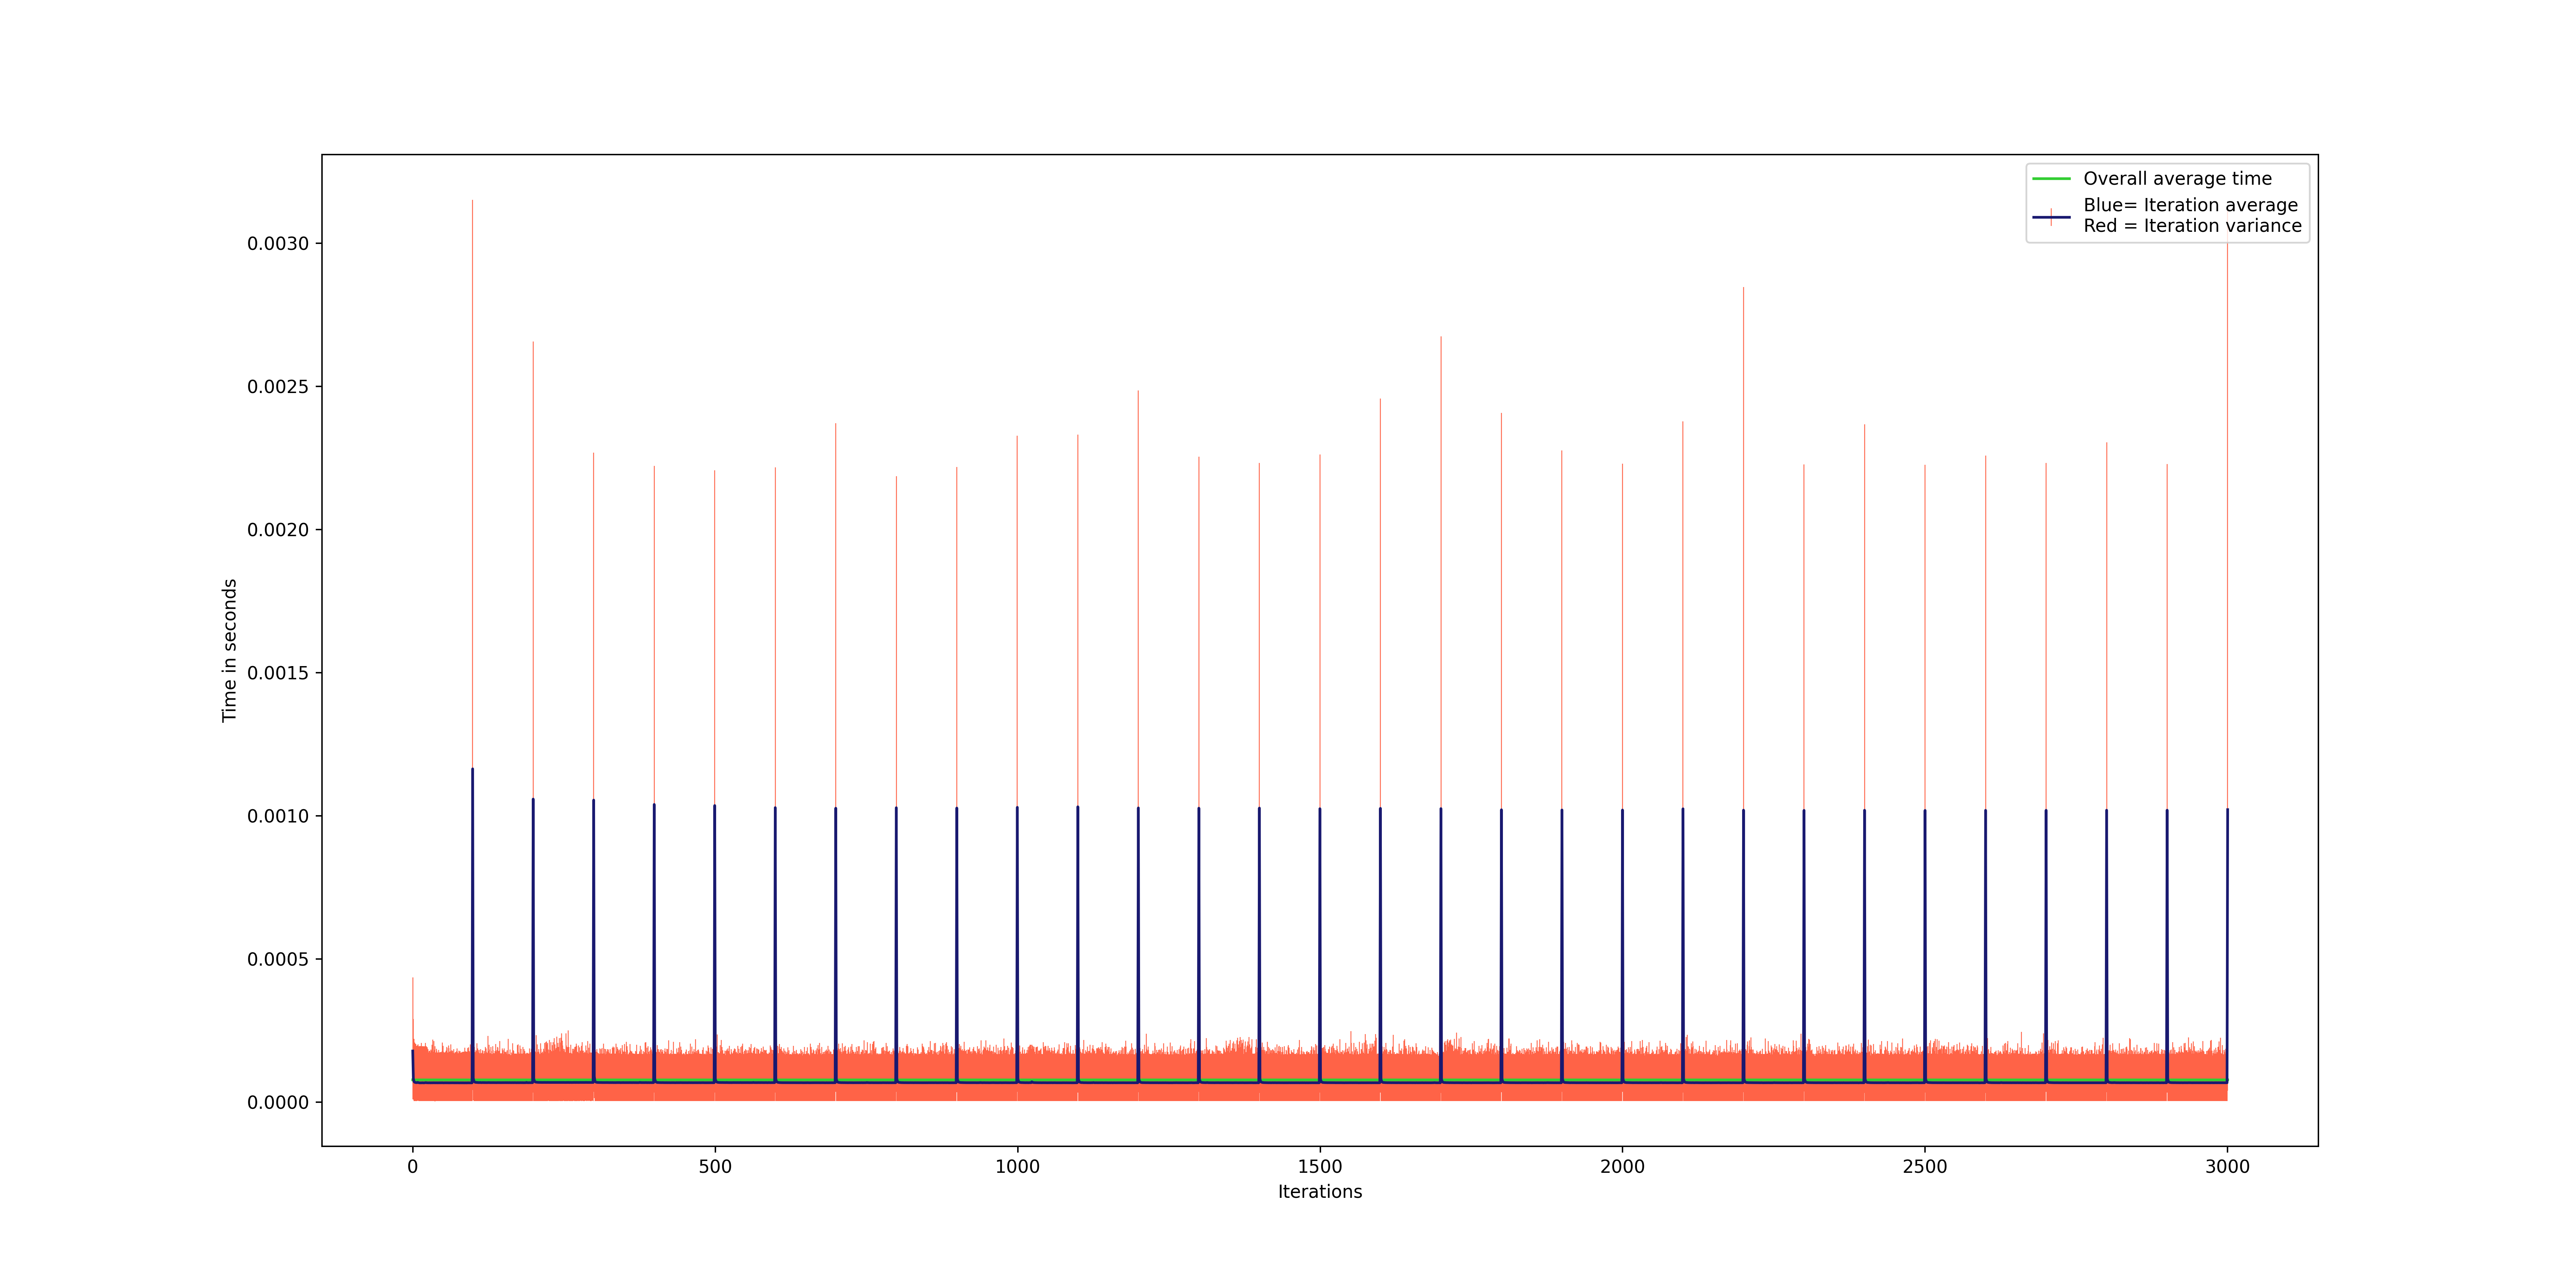 Overall average time
Blue= Iteration average
Red = Iteration variance
0.0030
0.0025
0.0020
0.0015
0.0010
0.0005
0.0000
Time in seconds
0 500 1000 1500 2000 2500 3000
Iterations